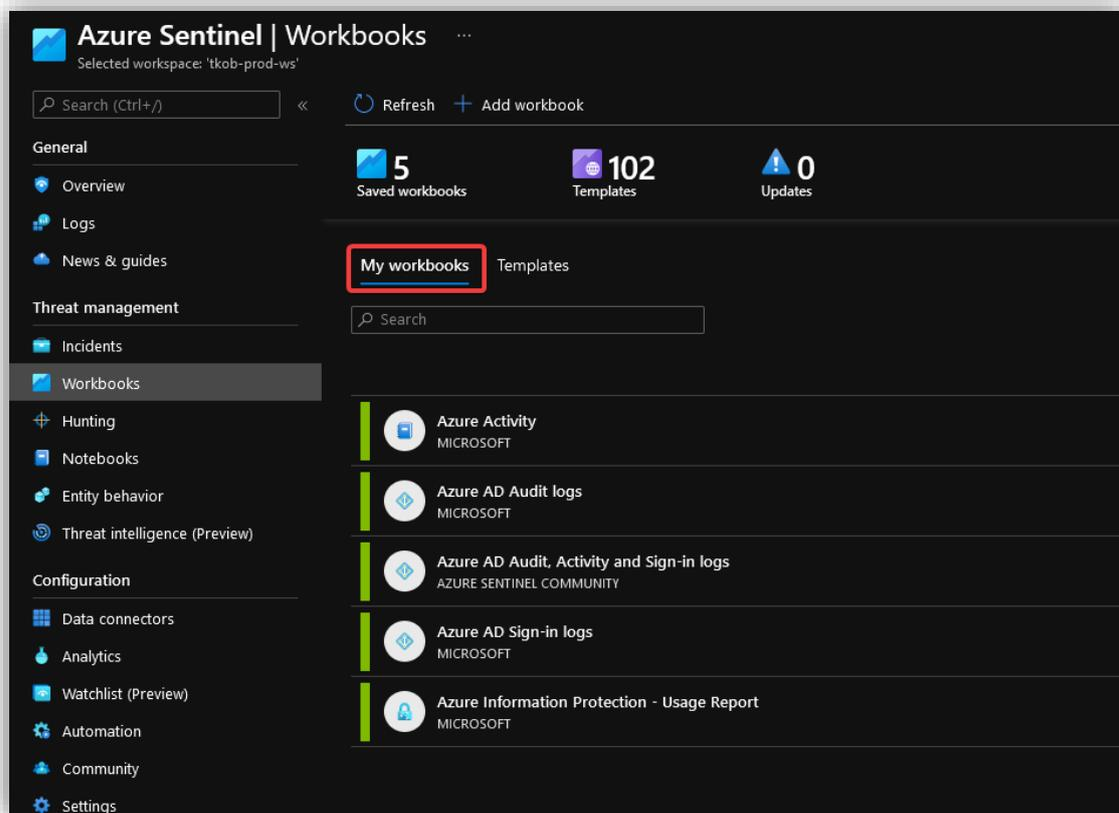 Azure Sentinel | Workbooks ...
Selected workspace: 'tkob-prod-ws'
Search (Ctrl+/)
«
General
Overview
Logs
News & guides
Threat management
Incidents
Workbooks
Hunting
Notebooks
Entity behavior
Threat intelligence (Preview)
Configuration
Data connectors
Analytics
Watchlist (Preview)
Automation
Community
Settings
Refresh + Add workbook
5 102 0
Saved workbooks Templates Updates
My workbooks Templates
Search
Azure Activity
MICROSOFT
Azure AD Audit logs
MICROSOFT
Azure AD Audit, Activity and Sign-in logs
AZURE SENTINEL COMMUNITY
Azure AD Sign-in logs
MICROSOFT
Azure Information Protection - Usage Report
MICROSOFT